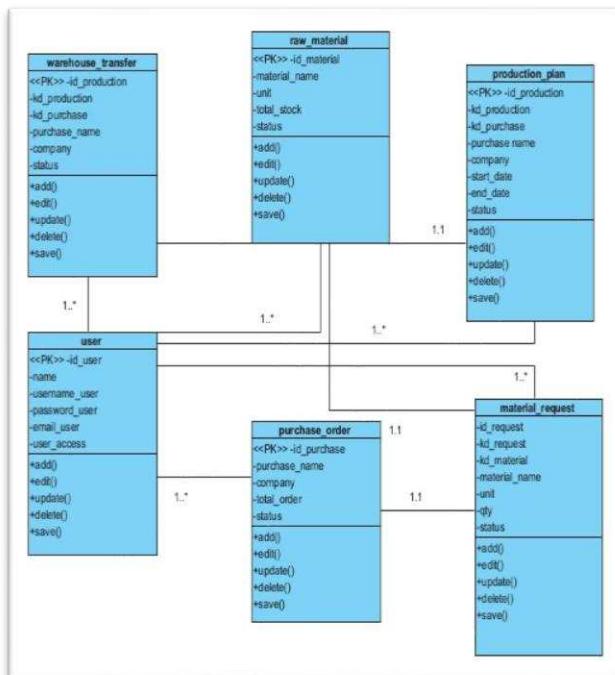 warehouse_transfer
<<PK>> -id_production
-kd_production
-kd_purchase
-purchase_name
-company
-status
+add()
+edit()
+update()
+delete()
+save()
raw_material
<<PK>> -id_material
-material_name
-unit
-total_stock
-status
+add()
+edit()
+update()
+delete()
+save()
production_plan
<<PK>> -id_production
-kd_production
-kd_purchase
-purchase name
-company
-start_date
-end_date
-status
+add()
+edit()
+update()
+delete()
+save()
1.1
1..*
1..*
1..*
user
<<PK>> -id_user
-name
-username_user
-password_user
-email_user
-user_access
+add()
+edit()
+update()
+delete()
+save()
1..*
1..*
purchase_order
<<PK>> -id_purchase
-purchase_name
-company
-total_order
-status
+add()
+edit()
+update()
+delete()
+save()
1.1
1.1
material_request
-id_request
-kd_request
-kd_material
-material_name
-unit
-qty
-status
+add()
+edit()
+update()
+delete()
+save()